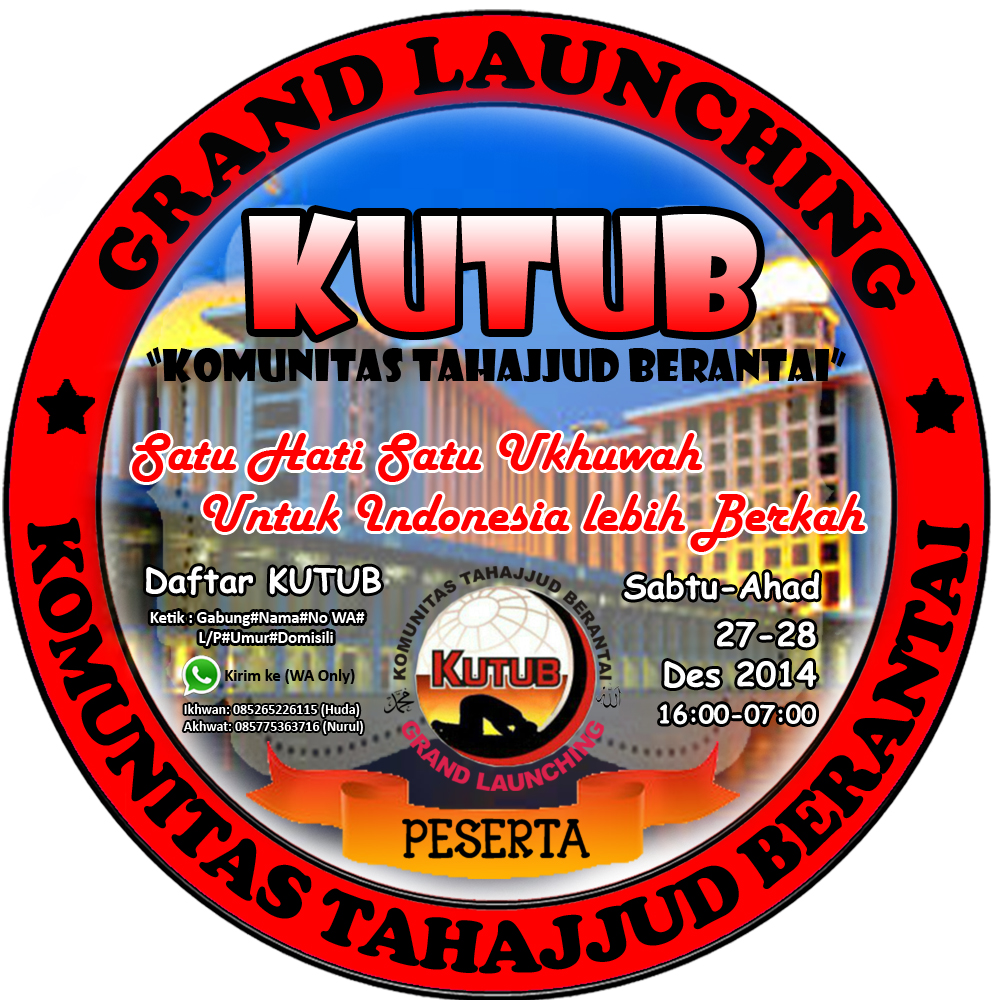 GRAND LAUNCHING
KUTUB
"KOMUNITAS TAHAJJUD BERANTAI"
Satu Hati Satu Ukhuwah
Untuk Indonesia lebih Berkah
Daftar KUTUB
Ketik : Gabung#Nama#No WA#
L/P#Umur#Domisili
Kirim ke (WA Only)
Ikhwan: 085265226115 (Huda)
Akhwat: 085775363716 (Nurul)
KOMUNITAS TAHAJJUD BERANTAI
KUTUB
محمد
الله
GRAND LAUNCHING
Sabtu-Ahad
27-28
Des 2014
16:00-07:00
PESERTA
KOMUNITAS TAHAJJUD BERANTAI